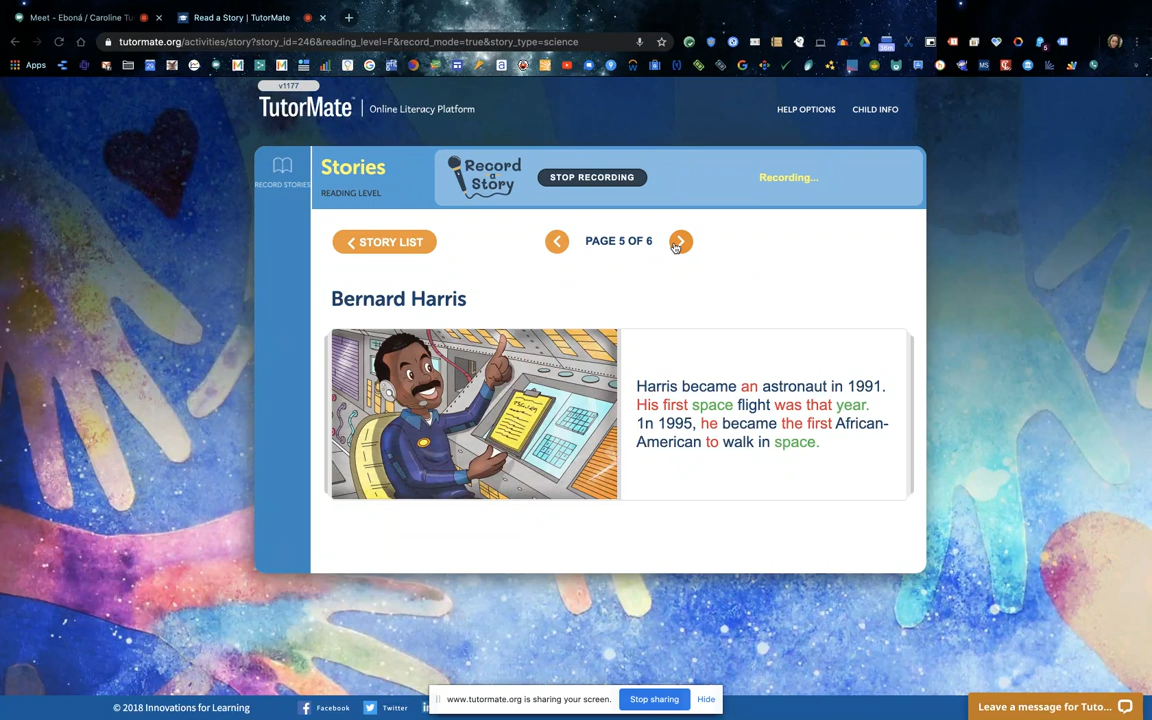 Meet - Eboná / Caroline Tu
Read a Story | TutorMate
tutormate.org/activities/story?story_id=246&reading_level=F&record_mode=true&story_type=science
Apps
v1177
TutorMate | Online Literacy Platform
HELP OPTIONS
CHILD INFO
RECORD STORIES
Stories
READING LEVEL
Record
a
Story
STOP RECORDING
Recording...
STORY LIST
PAGE 5 OF 6
Bernard Harris
Harris became an astronaut in 1991.
His first space flight was that year.
1n 1995, he became the first African-
American to walk in space.
www.tutormate.org is sharing your screen.
Stop sharing
Hide
© 2018 Innovations for Learning
Facebook
Twitter
Leave a message for Tuto...